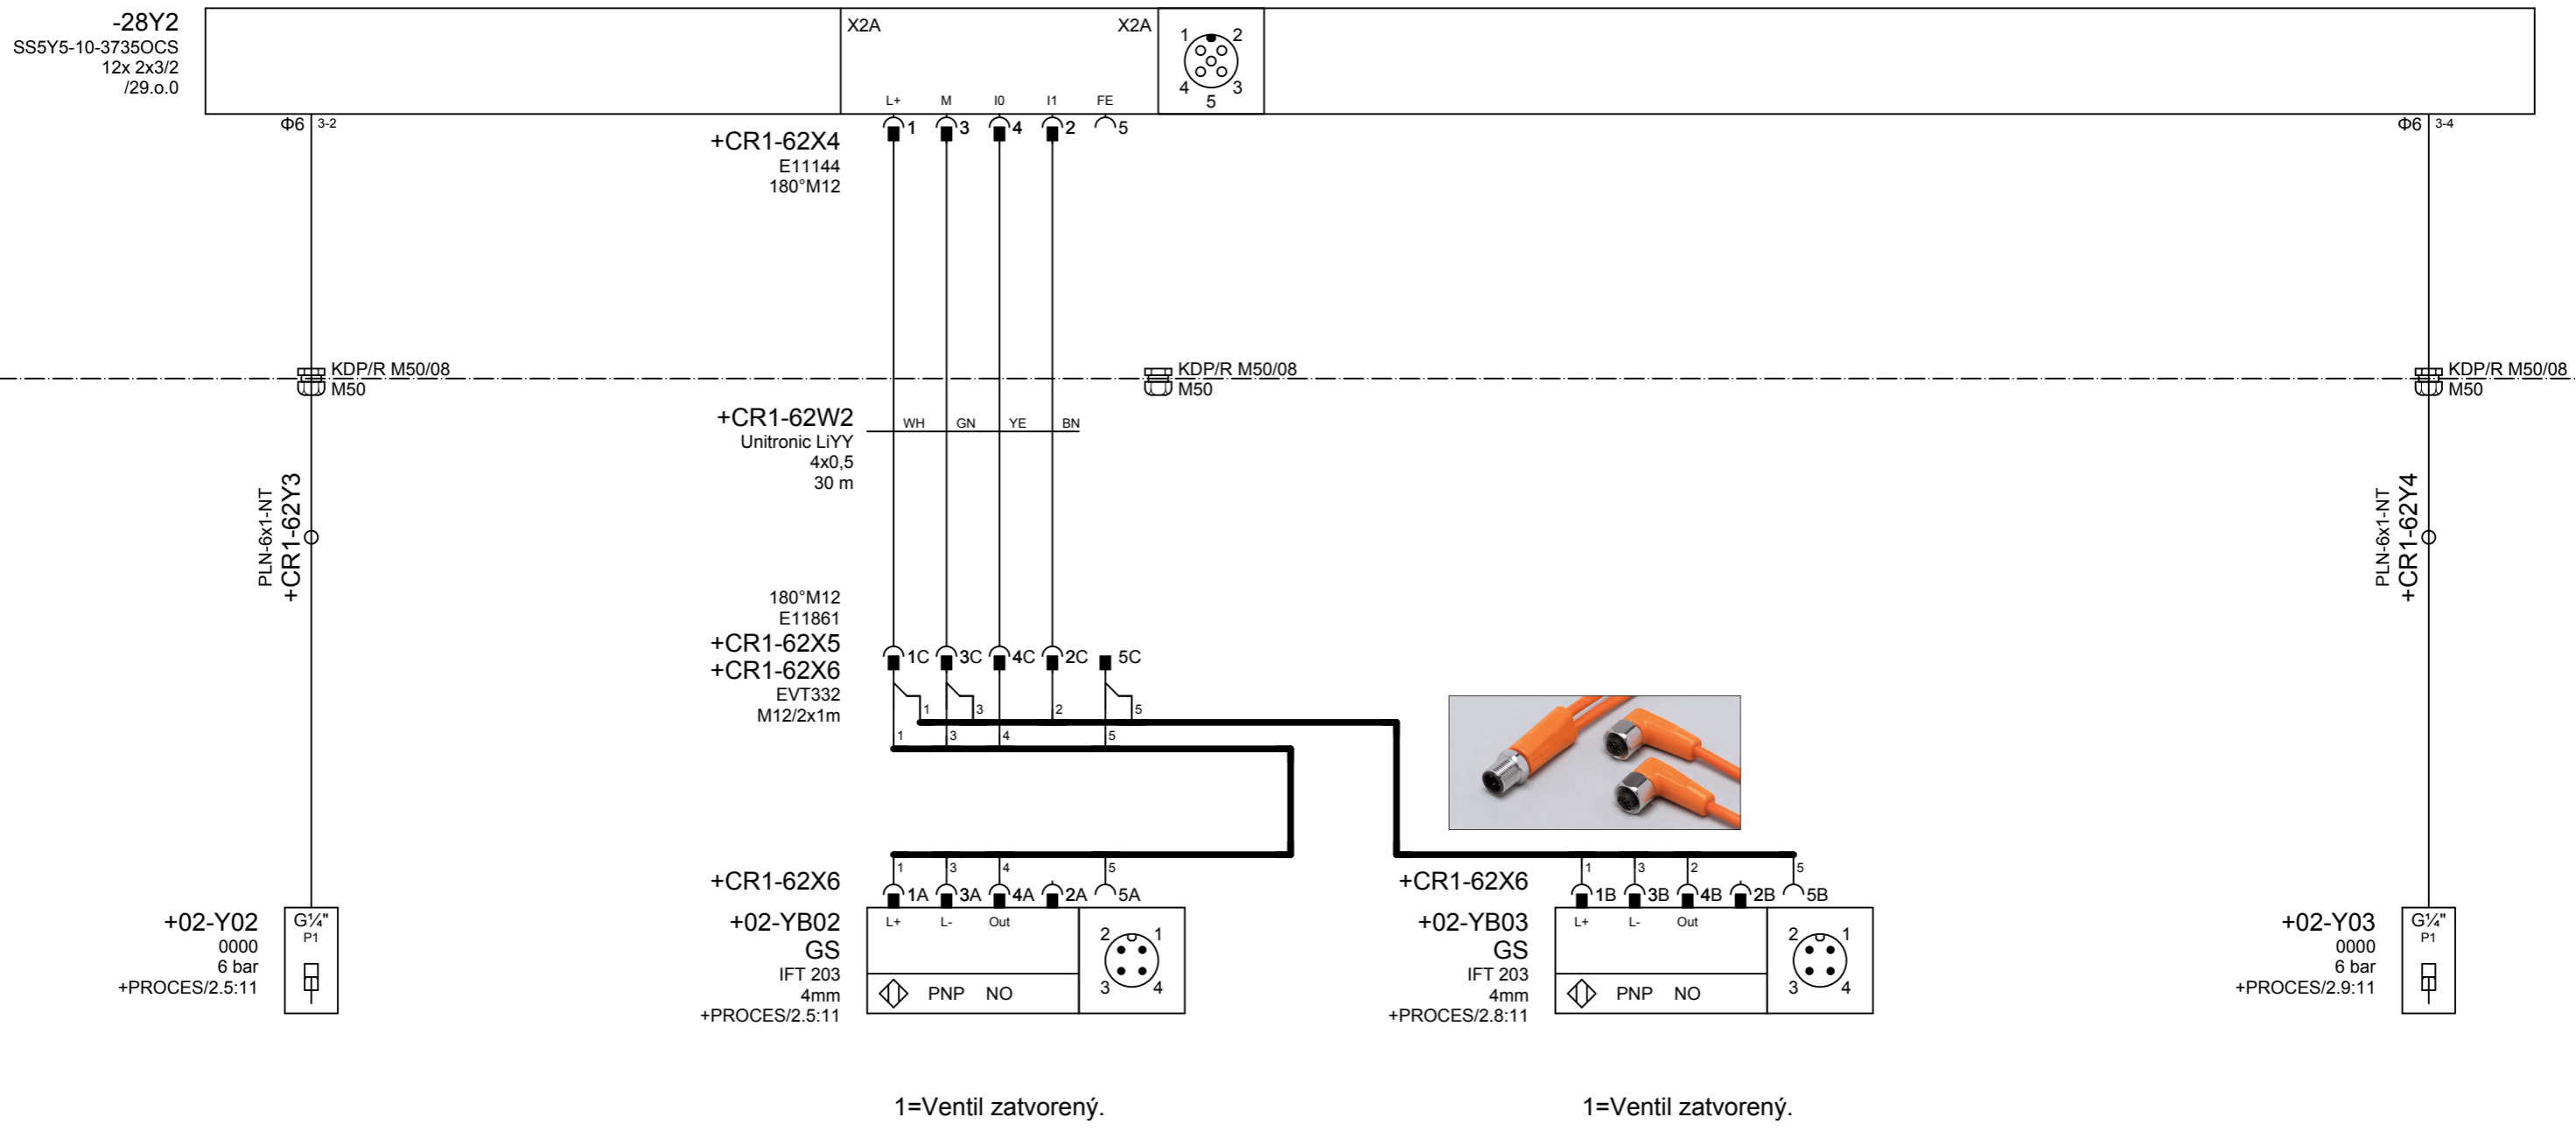 -28Y2
SS5Y5-10-3735OCS
12x 2x3/2
/29.o.0
X2A
X2A
1 2
4 3
5
L+ M I0 I1 FE
Φ6 3-2
1 3 4 2 5
Φ6 3-4
+CR1-62X4
E11144
180°M12
KDP/R M50/08
M50
KDP/R M50/08
M50
KDP/R M50/08
M50
+CR1-62W2
Unitronic LiYY
4x0,5
30 m
WH GN YE BN
PLN-6x1-NT
+CR1-62Y3
PLN-6x1-NT
+CR1-62Y4
180°M12
E11861
+CR1-62X5
+CR1-62X6
EVT332
M12/2x1m
1C 3C 4C 2C 5C
1 3 2 5
1 3 4 5
1 3 4 5
+CR1-62X6
1A 3A 4A 2A 5A
1 3 2 5
+CR1-62X6
1B 3B 4B 2B 5B
+02-Y02
0000
6 bar
+PROCES/2.5:11
G¼"
P1
+02-YB02
GS
IFT 203
4mm
+PROCES/2.5:11
L+ L- Out
PNP NO
2 1
3 4
+02-YB03
GS
IFT 203
4mm
+PROCES/2.8:11
L+ L- Out
PNP NO
2 1
3 4
+02-Y03
0000
6 bar
+PROCES/2.9:11
G¼"
P1
1=Ventil zatvorený.
1=Ventil zatvorený.